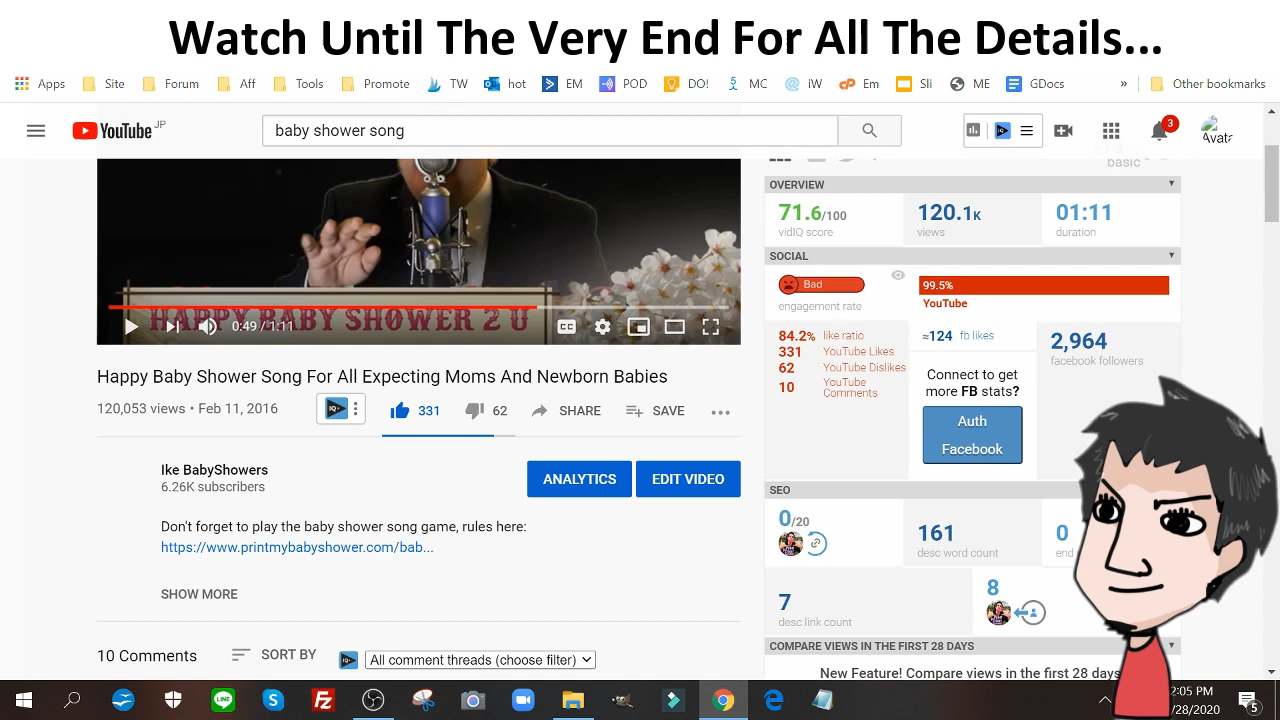 Watch Until The Very End For All The Details...
Apps Site Forum Aff Tools Promote TW hot EM POD DO! MC iW Em Sli ME GDocs » Other bookmarks
YouTube JP
baby shower song
3
basic
OVERVIEW
71.6/100 120.1K 01:11
vidIQ score views duration
SOCIAL
Bad
engagement rate
99.5%
YouTube
84.2% like ratio
331 YouTube Likes
62 YouTube Dislikes
10 YouTube Comments
≈124 fb likes
2,964
facebook followers
Connect to get
more FB stats?
Auth
Facebook
HAPPY BABY SHOWER 2 U
0:49 / 1:11
CC
Happy Baby Shower Song For All Expecting Moms And Newborn Babies
120,053 views • Feb 11, 2016
IQ
331 62 SHARE SAVE
Ike BabyShowers
6.26K subscribers
ANALYTICS EDIT VIDEO
Don't forget to play the baby shower song game, rules here:
https://www.printmybabyshower.com/bab...
SHOW MORE
10 Comments SORT BY
All comment threads (choose filter)
SEO
0/20
161
desc word count
0
end
7
desc link count
8
COMPARE VIEWS IN THE FIRST 28 DAYS
New Feature! Compare views in the first 28 days
LINE
2:05 PM
/28/2020
5